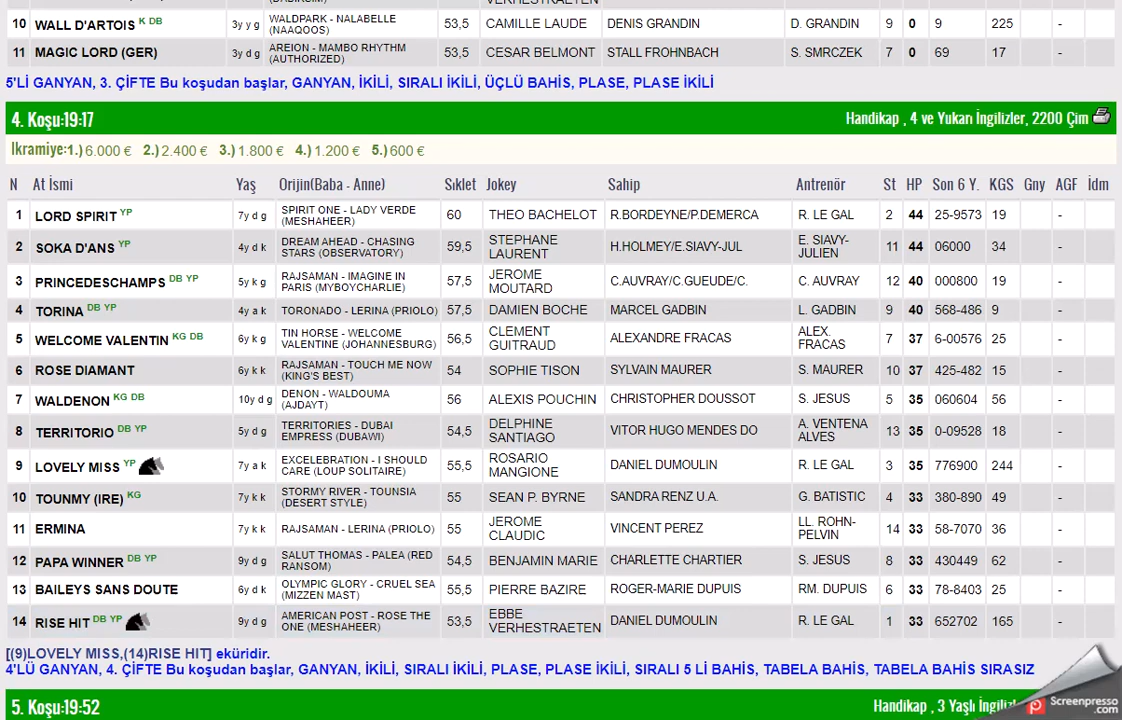 VERHESTRAETEN
10 WALL D'ARTOIS K DB 3y y g WALDPARK - NALABELLE (NAAQOOS) 53,5 CAMILLE LAUDE DENIS GRANDIN D. GRANDIN 9 0 9 225 -
11 MAGIC LORD (GER) 3y d g AREION - MAMBO RHYTHM (AUTHORIZED) 53,5 CESAR BELMONT STALL FROHNBACH S. SMRCZEK 7 0 69 17 -
5'Lİ GANYAN, 3. ÇİFTE Bu koşudan başlar, GANYAN, İKİLİ, SIRALI İKİLİ, ÜÇLÜ BAHİS, PLASE, PLASE İKİLİ
4. Koşu:19:17 Handikap , 4 ve Yukarı İngilizler, 2200 Çim
İkramiye:1.) 6.000 € 2.) 2.400 € 3.) 1.800 € 4.) 1.200 € 5.) 600 €
N At İsmi Yaş Orijin(Baba - Anne) Sıklet Jokey Sahip Antrenör St HP Son 6 Y. KGS Gny AGF İdm
1 LORD SPIRIT YP 7y d g SPIRIT ONE - LADY VERDE (MESHAHEER) 60 THEO BACHELOT R.BORDEYNE/P.DEMERCA R. LE GAL 2 44 25-9573 19 -
2 SOKA D'ANS YP 4y d k DREAM AHEAD - CHASING STARS (OBSERVATORY) 59,5 STEPHANE LAURENT H.HOLMEY/E.SIAVY-JUL E. SIAVY-JULIEN 11 44 06000 34 -
3 PRINCEDESCHAMPS DB YP 5y k g RAJSAMAN - IMAGINE IN PARIS (MYBOYCHARLIE) 57,5 JEROME MOUTARD C.AUVRAY/C.GUEUDE/C. C. AUVRAY 12 40 000800 19 -
4 TORINA DB YP 4y a k TORONADO - LERINA (PRIOLO) 57,5 DAMIEN BOCHE MARCEL GADBIN L. GADBIN 9 40 568-486 9 -
5 WELCOME VALENTIN KG DB 6y k g TIN HORSE - WELCOME VALENTINE (JOHANNESBURG) 56,5 CLEMENT GUITRAUD ALEXANDRE FRACAS ALEX. FRACAS 7 37 6-00576 25 -
6 ROSE DIAMANT 6y k k RAJSAMAN - TOUCH ME NOW (KING'S BEST) 54 SOPHIE TISON SYLVAIN MAURER S. MAURER 10 37 425-482 15 -
7 WALDENON KG DB 10y d g DENON - WALDOUMA (AJDAYT) 56 ALEXIS POUCHIN CHRISTOPHER DOUSSOT S. JESUS 5 35 060604 56 -
8 TERRITORIO DB YP 5y d g TERRITORIES - DUBAI EMPRESS (DUBAWI) 54,5 DELPHINE SANTIAGO VITOR HUGO MENDES DO A. VENTENA ALVES 13 35 0-09528 18 -
9 LOVELY MISS YP 7y a k EXCELEBRATION - I SHOULD CARE (LOUP SOLITAIRE) 55,5 ROSARIO MANGIONE DANIEL DUMOULIN R. LE GAL 3 35 776900 244 -
10 TOUNMY (IRE) KG 7y k k STORMY RIVER - TOUNSIA (DESERT STYLE) 55 SEAN P. BYRNE SANDRA RENZ U.A. G. BATISTIC 4 33 380-890 49 -
11 ERMINA 7y k k RAJSAMAN - LERINA (PRIOLO) 55 JEROME CLAUDIC VINCENT PEREZ LL. ROHN-PELVIN 14 33 58-7070 36 -
12 PAPA WINNER DB YP 9y d g SALUT THOMAS - PALEA (RED RANSOM) 54,5 BENJAMIN MARIE CHARLETTE CHARTIER S. JESUS 8 33 430449 62 -
13 BAILEYS SANS DOUTE 6y d k OLYMPIC GLORY - CRUEL SEA (MIZZEN MAST) 55,5 PIERRE BAZIRE ROGER-MARIE DUPUIS RM. DUPUIS 6 33 78-8403 25 -
14 RISE HIT DB YP 9y d g AMERICAN POST - ROSE THE ONE (MESHAHEER) 53,5 EBBE VERHESTRAETEN DANIEL DUMOULIN R. LE GAL 1 33 652702 165 -
[(9)LOVELY MISS,(14)RISE HIT] eküridir.
4'LÜ GANYAN, 4. ÇİFTE Bu koşudan başlar, GANYAN, İKİLİ, SIRALI İKİLİ, PLASE, PLASE İKİLİ, SIRALI 5 Lİ BAHİS, TABELA BAHİS, TABELA BAHİS SIRASIZ
5. Koşu:19:52 Handikap , 3 Yaşlı
Screenpresso.com